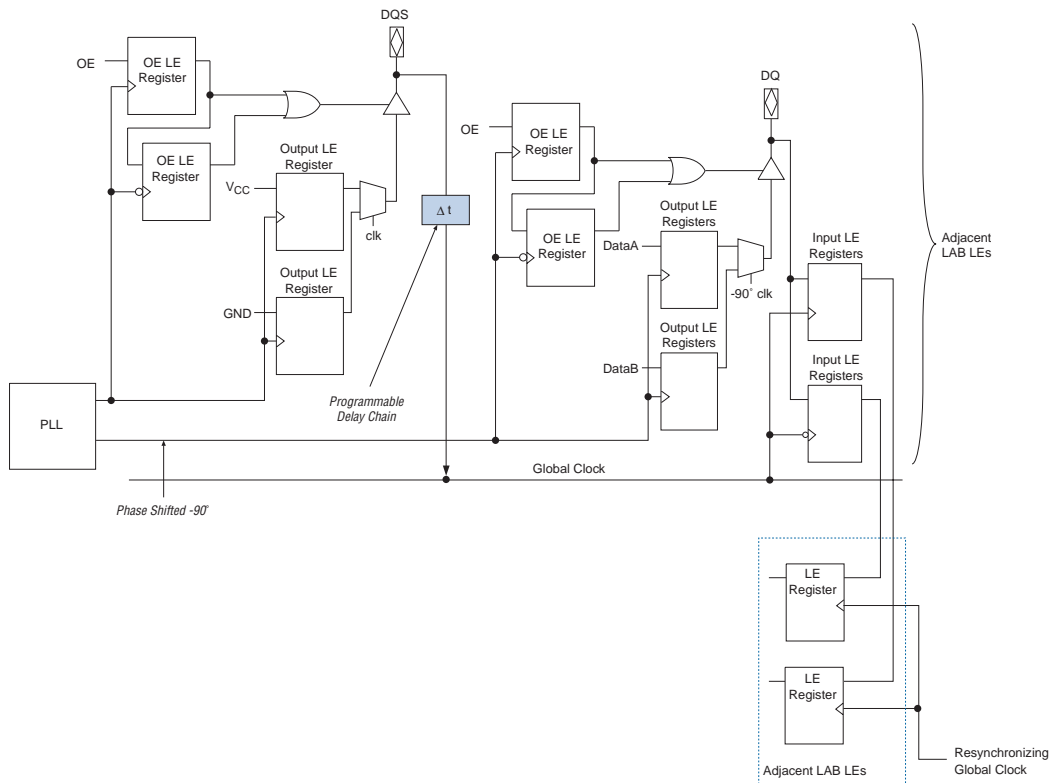 DQS
OE
OE LE
Register
OE LE
Register
Output LE
Register
VCC
clk
Output LE
Register
GND
Δ t
Programmable
Delay Chain
PLL
Phase Shifted -90°
Global Clock
DQ
OE
OE LE
Register
OE LE
Register
Output LE
Registers
DataA
-90° clk
Output LE
Registers
DataB
Input LE
Registers
Input LE
Registers
Adjacent
LAB LEs
LE
Register
LE
Register
Adjacent LAB LEs
Resynchronizing
Global Clock